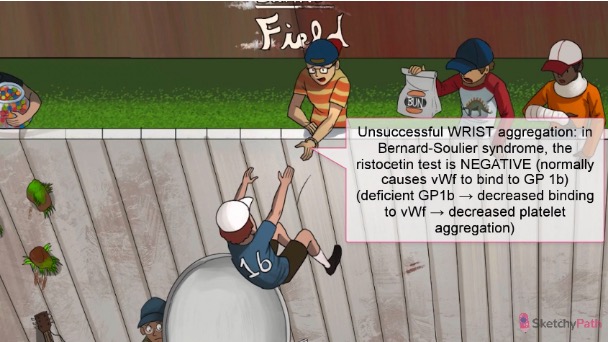 Field
BUN
Unsuccessful WRIST aggregation: in
Bernard-Soulier syndrome, the
ristocetin test is NEGATIVE (normally
causes vWf to bind to GP 1b)
(deficient GP1b → decreased binding
to vWf → decreased platelet
aggregation)
16
SketchyPath